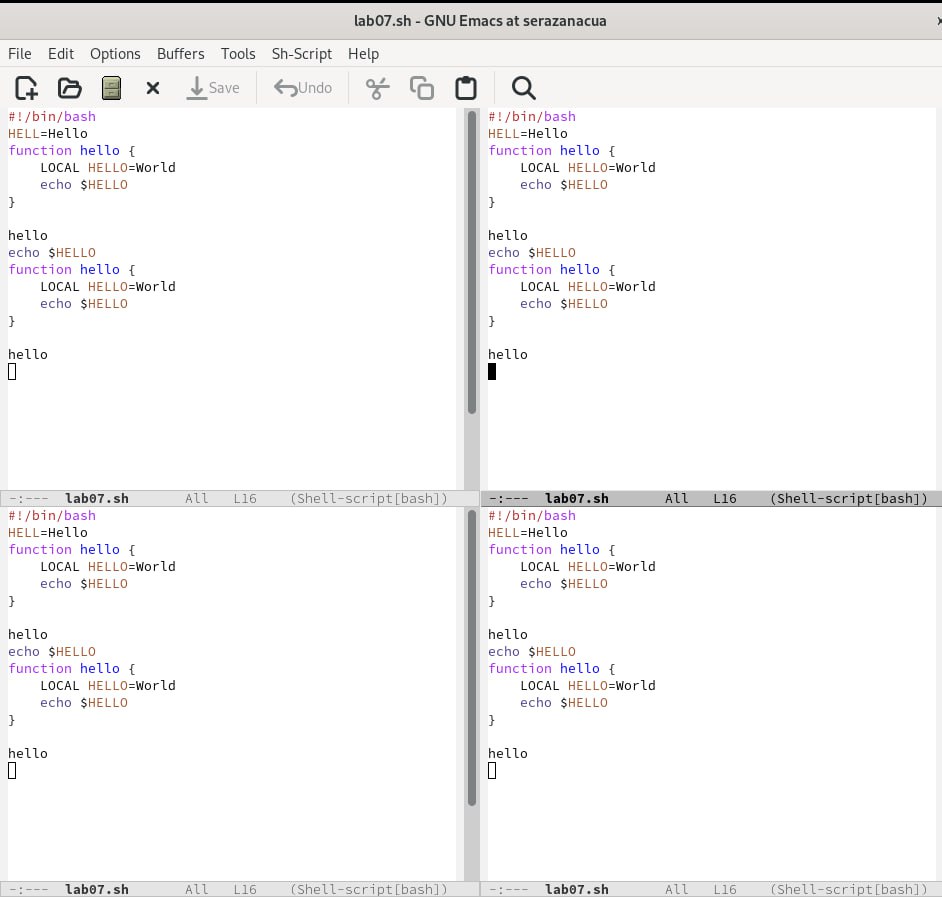 lab07.sh - GNU Emacs at serazanacua
File Edit Options Buffers Tools Sh-Script Help
Save Undo
#!/bin/bash
HELL=Hello
function hello {
    LOCAL HELLO=World
    echo $HELLO
}
hello
echo $HELLO
function hello {
    LOCAL HELLO=World
    echo $HELLO
}
hello
-:--- lab07.sh All L16 (Shell-script[bash])
#!/bin/bash
HELL=Hello
function hello {
    LOCAL HELLO=World
    echo $HELLO
}
hello
echo $HELLO
function hello {
    LOCAL HELLO=World
    echo $HELLO
}
hello
-:--- lab07.sh All L16 (Shell-script[bash])
#!/bin/bash
HELL=Hello
function hello {
    LOCAL HELLO=World
    echo $HELLO
}
hello
echo $HELLO
function hello {
    LOCAL HELLO=World
    echo $HELLO
}
hello
-:--- lab07.sh All L16 (Shell-script[bash])
#!/bin/bash
HELL=Hello
function hello {
    LOCAL HELLO=World
    echo $HELLO
}
hello
echo $HELLO
function hello {
    LOCAL HELLO=World
    echo $HELLO
}
hello
-:--- lab07.sh All L16 (Shell-script[bash])